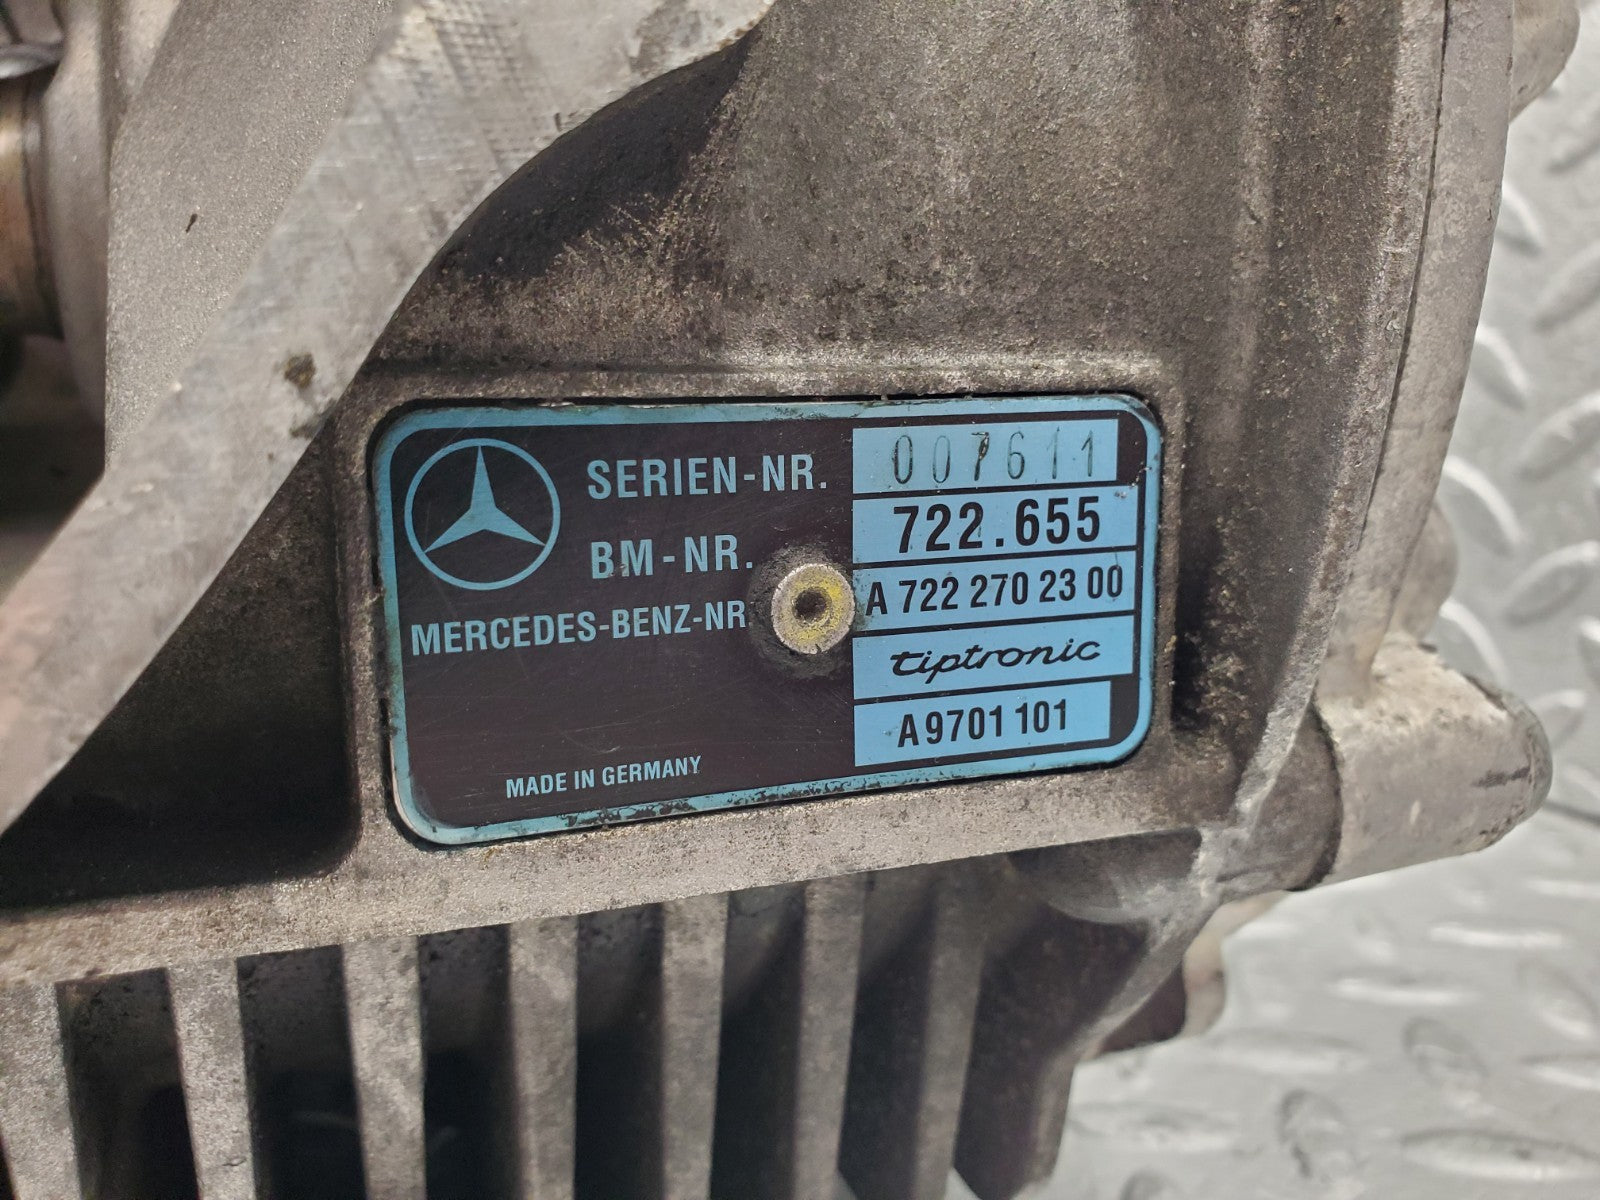 SERIEN-NR. 007611
BM-NR. 722.655
MERCEDES-BENZ-NR. A 722 270 23 00
tiptronic
A9701 101
MADE IN GERMANY